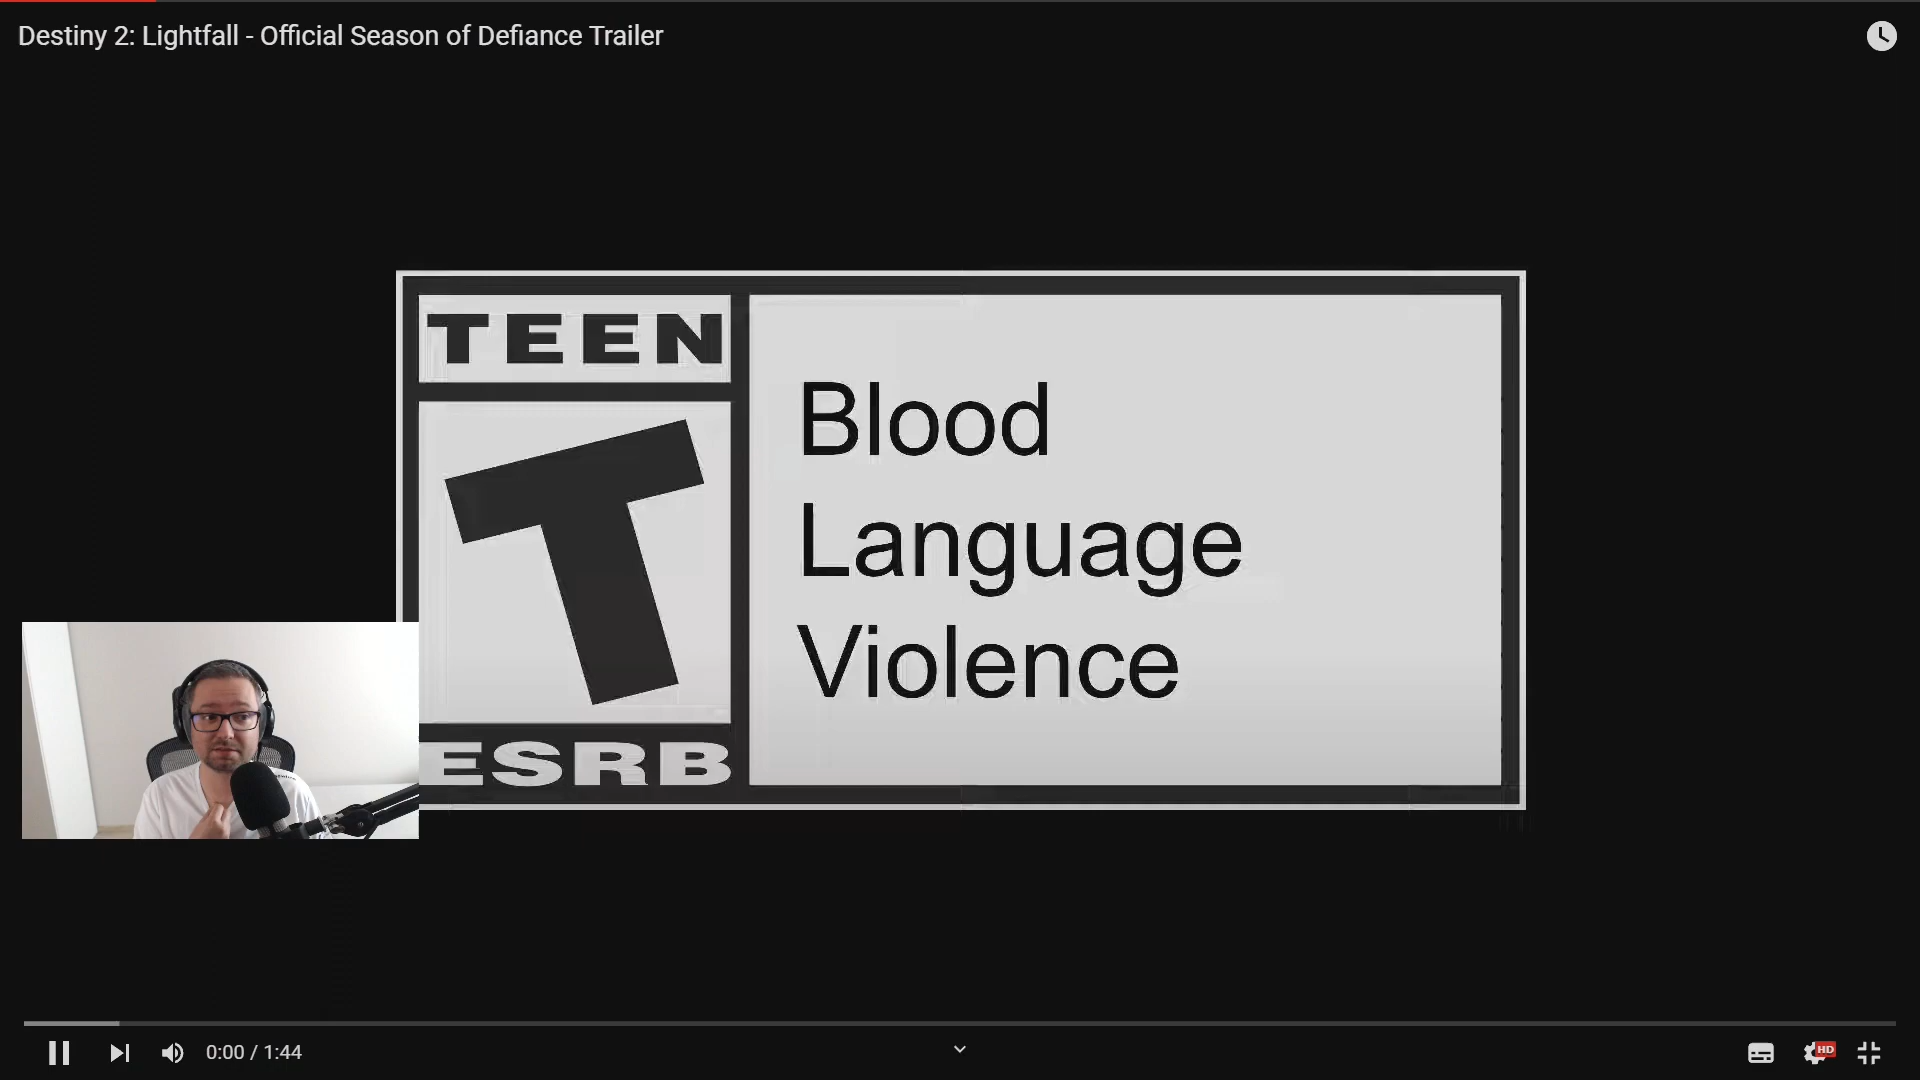 Destiny 2: Lightfall - Official Season of Defiance Trailer
TEEN
T
ESRB
Blood
Language
Violence
0:00 / 1:44
HD